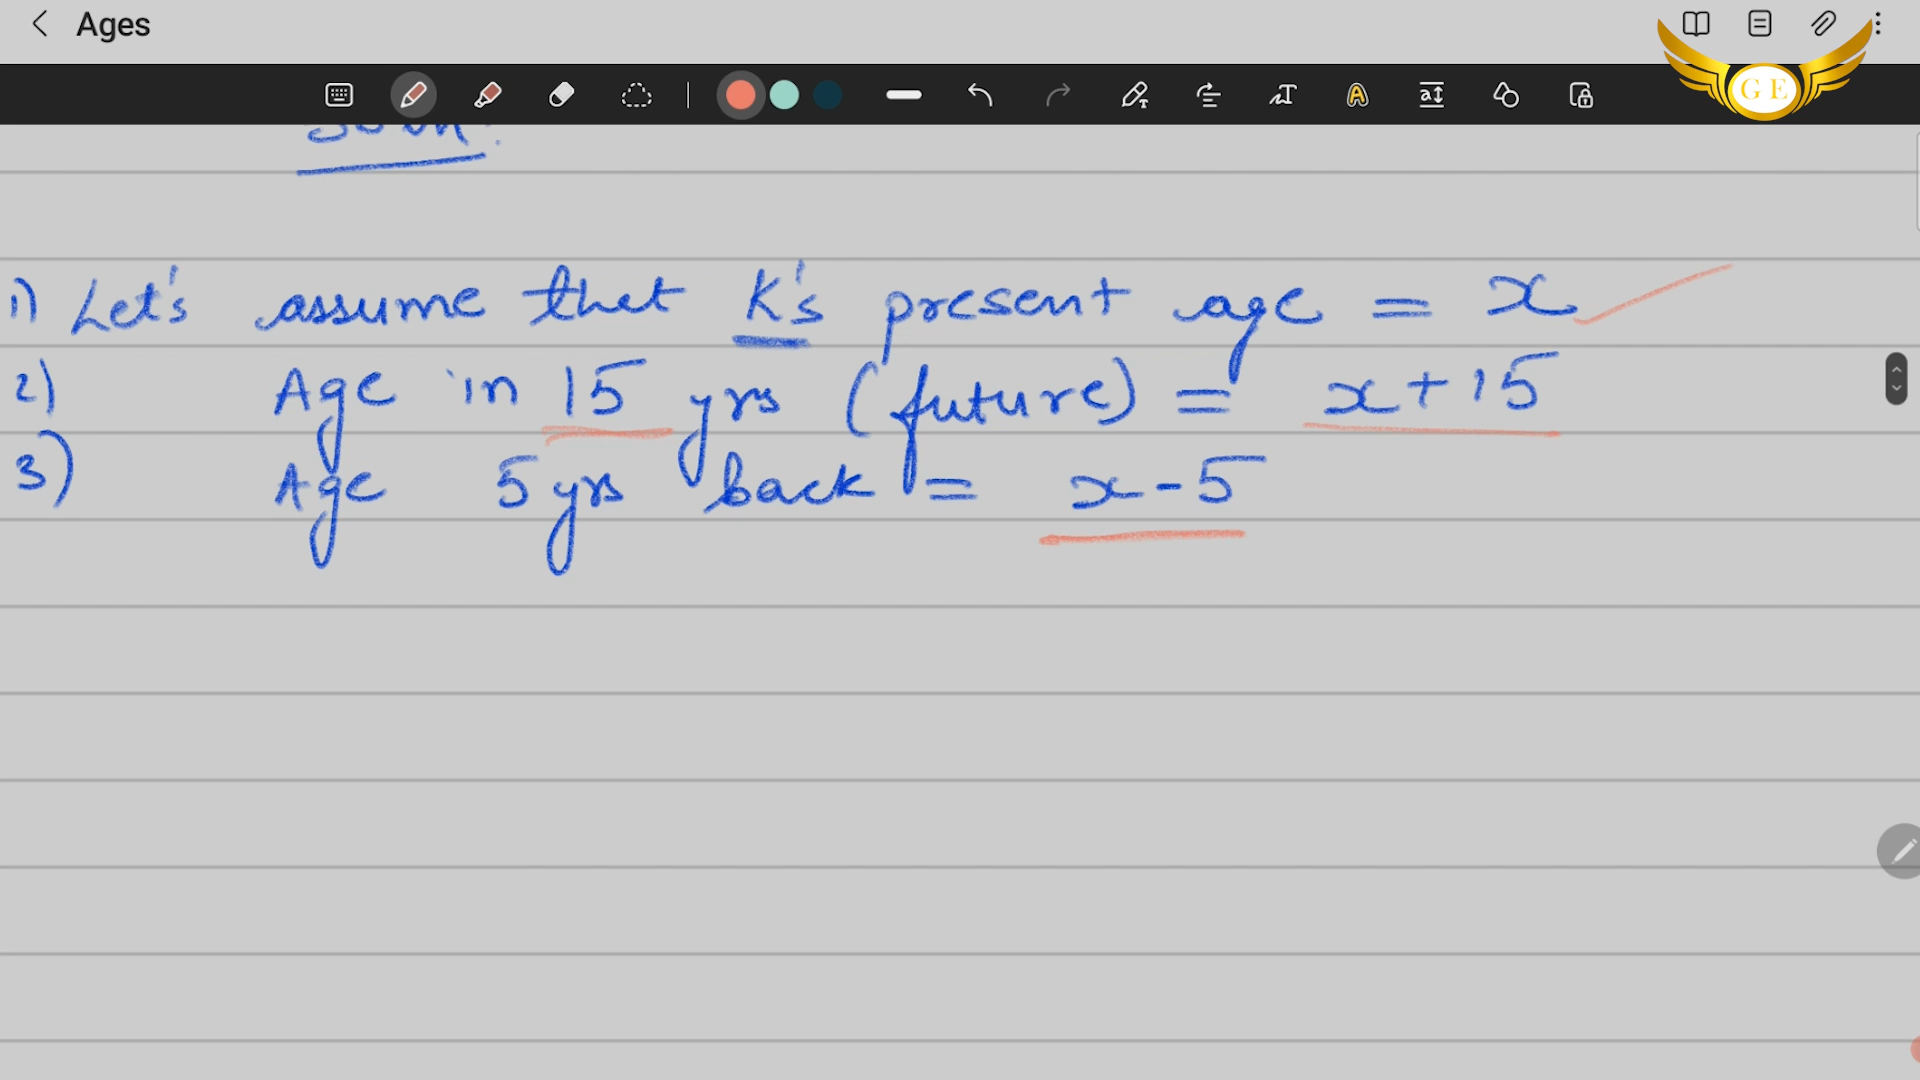 Ages
G E
Soln:
1) Let's assume that K's present age = x
2) Age in 15 yrs (future) = x + 15
3) Age 5 yrs back = x - 5